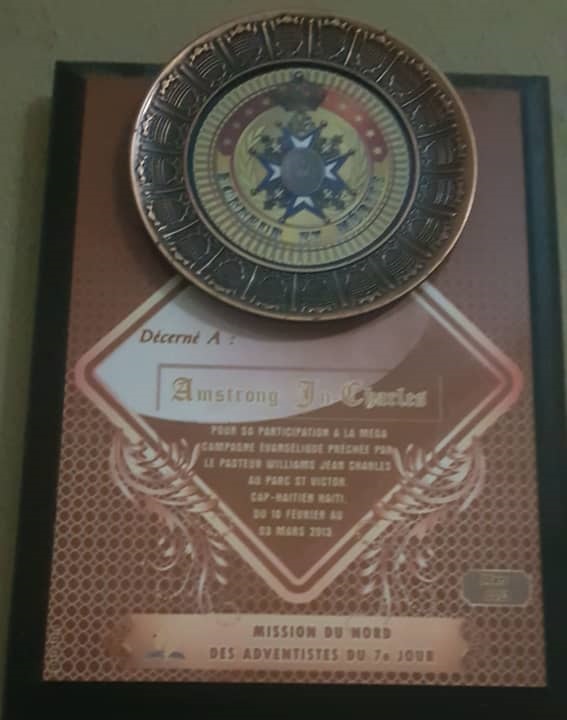 HONNEUR ET MERITE
Décerné A :
Amstrong Jn Charles
POUR SA PARTICIPATION A LA MEGA
CAMPAGNE EVANGELIQUE PRÉCHÉE PAR
LE PASTEUR WILLIAMS JEAN CHARLES
AU PARC ST VICTOR,
CAP-HAITIEN HAITI.
DU 10 FÉVRIER AU
03 MARS 2013
MISSION DU NORD
DES ADVENTISTES DU 7e JOUR